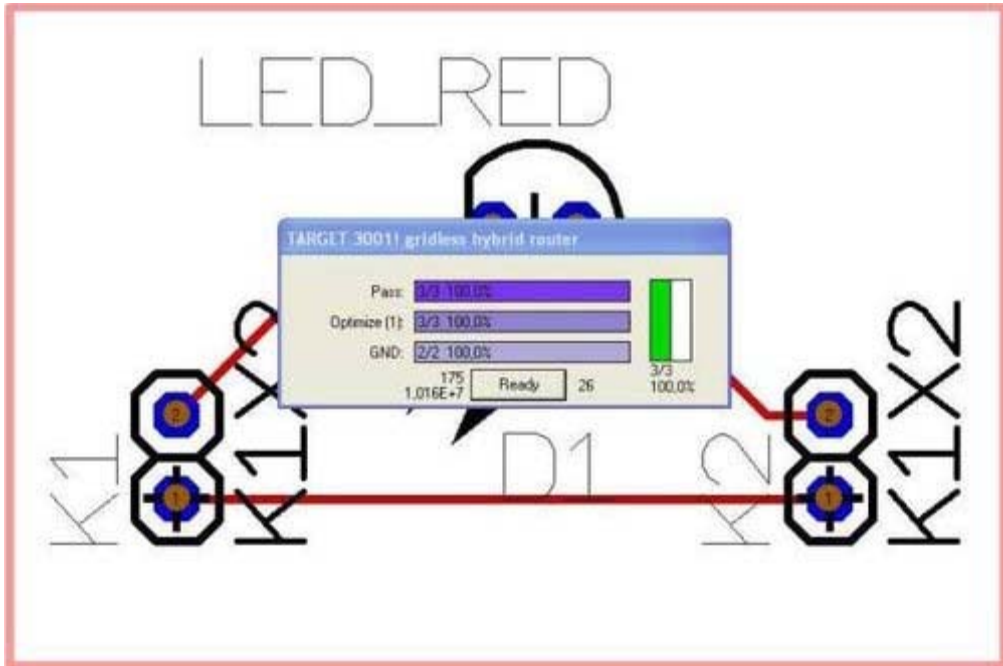 LED_RED
TARGET 3001! gridless hybrid router
Pass: 3/3 100,0%
Optimize (1): 3/3 100,0%
GND: 2/2 100,0%
175
1,016E+7
Ready
26
3/3
100,0%
2
1
K1
K1X2
D1
2
1
K2
K1X2